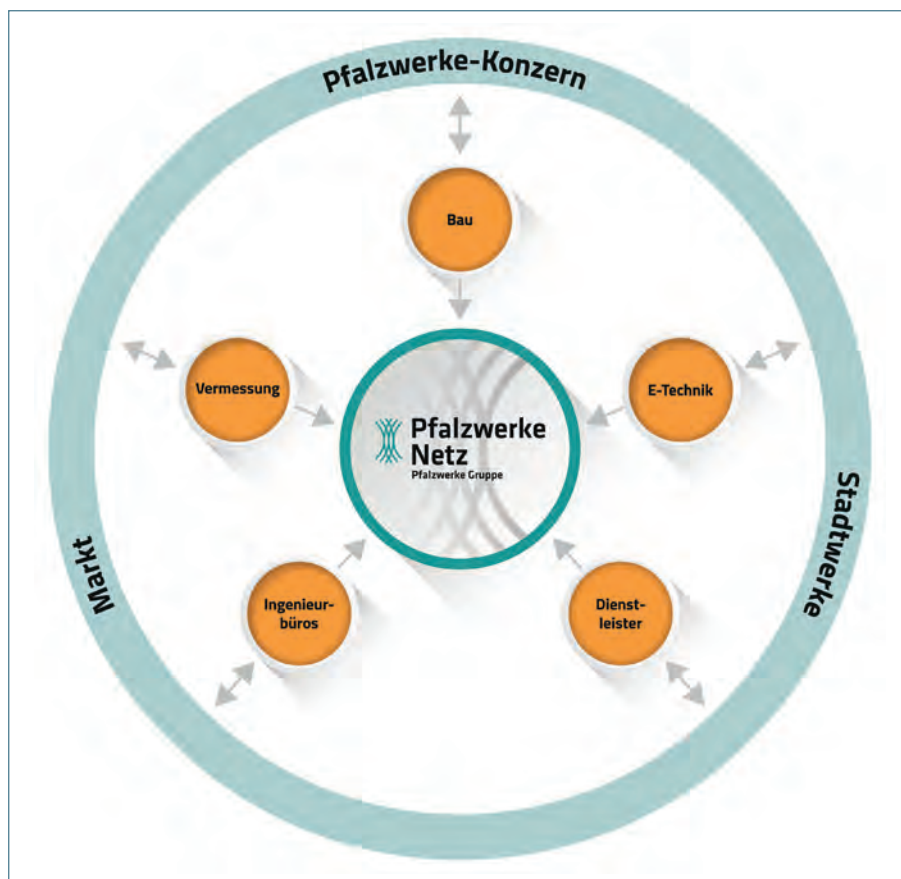 Pfalzwerke-Konzern
Bau
Vermessung
E-Technik
Pfalzwerke
Netz
Pfalzwerke Gruppe
Markt
Stadtwerke
Ingenieur-
büros
Dienst-
leister